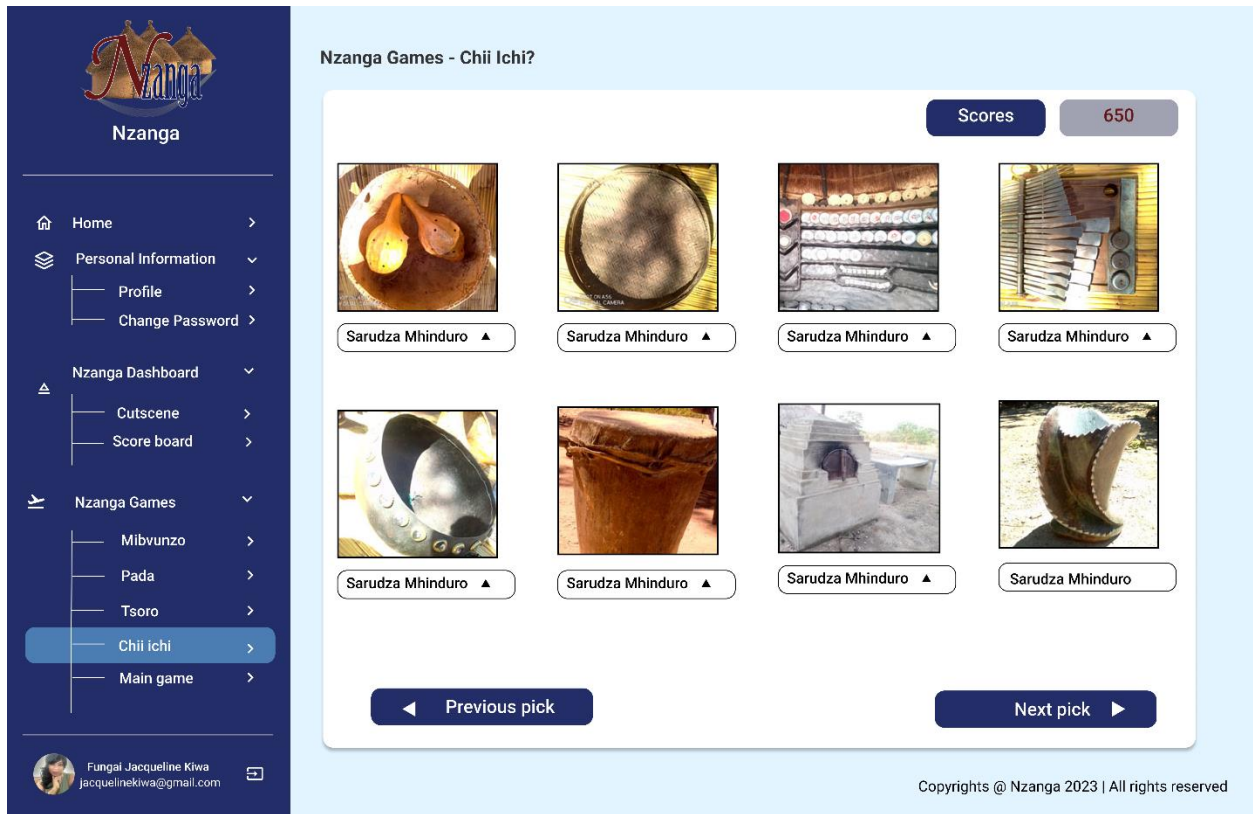 Nzanga
Nzanga
Home
Personal Information
Profile
Change Password
Nzanga Dashboard
Cutscene
Score board
Nzanga Games
Mibvunzo
Pada
Tsoro
Chii ichi
Main game
Fungai Jacqueline Kiwa
jacquelinekiwa@gmail.com
Nzanga Games - Chii Ichi?
Scores
650
Sarudza Mhinduro
Sarudza Mhinduro
Sarudza Mhinduro
Sarudza Mhinduro
Sarudza Mhinduro
Sarudza Mhinduro
Sarudza Mhinduro
Sarudza Mhinduro
Previous pick
Next pick
Copyrights @ Nzanga 2023 | All rights reserved